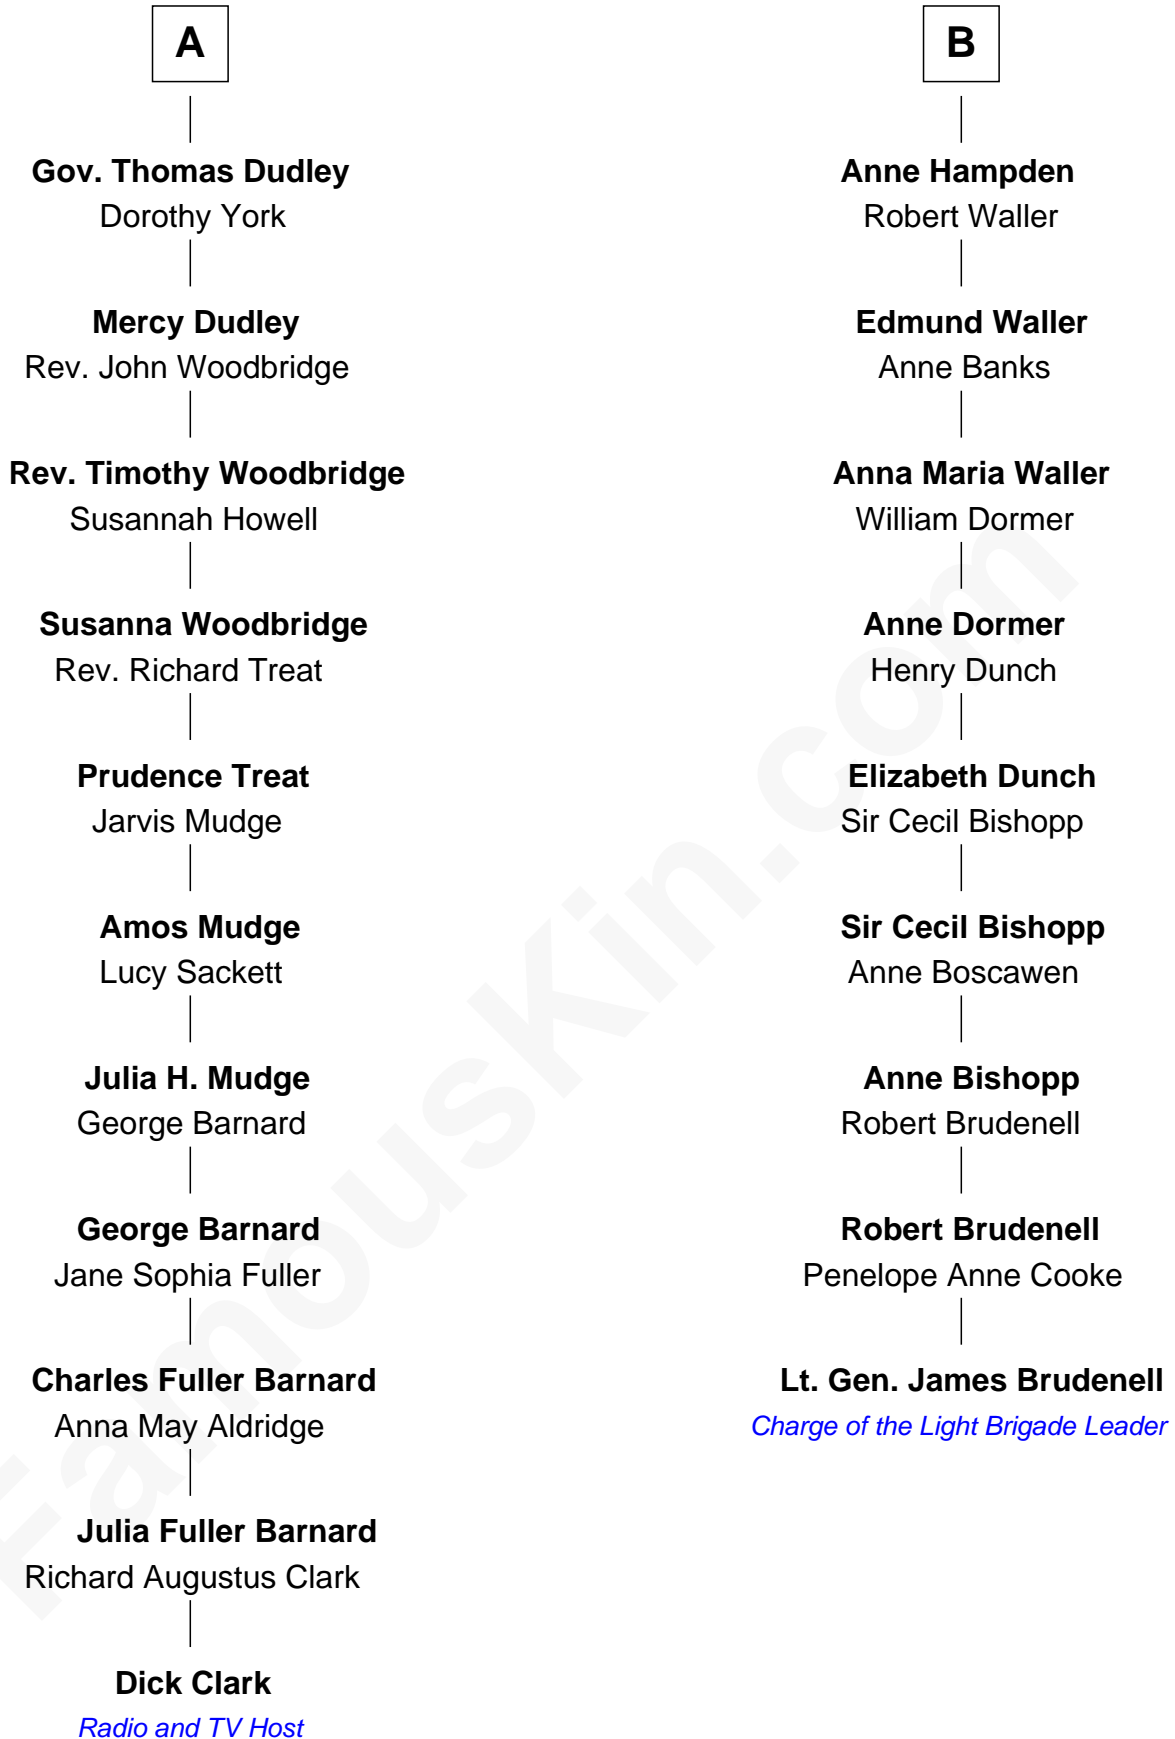 A
Gov. Thomas Dudley
Dorothy York
Mercy Dudley
Rev. John Woodbridge
Rev. Timothy Woodbridge
Susannah Howell
Susanna Woodbridge
Rev. Richard Treat
Prudence Treat
Jarvis Mudge
Amos Mudge
Lucy Sackett
Julia H. Mudge
George Barnard
George Barnard
Jane Sophia Fuller
Charles Fuller Barnard
Anna May Aldridge
Julia Fuller Barnard
Richard Augustus Clark
Dick Clark
Radio and TV Host
B
Anne Hampden
Robert Waller
Edmund Waller
Anne Banks
Anna Maria Waller
William Dormer
Anne Dormer
Henry Dunch
Elizabeth Dunch
Sir Cecil Bishopp
Sir Cecil Bishopp
Anne Boscawen
Anne Bishopp
Robert Brudenell
Robert Brudenell
Penelope Anne Cooke
Lt. Gen. James Brudenell
Charge of the Light Brigade Leader
FamousKin.com